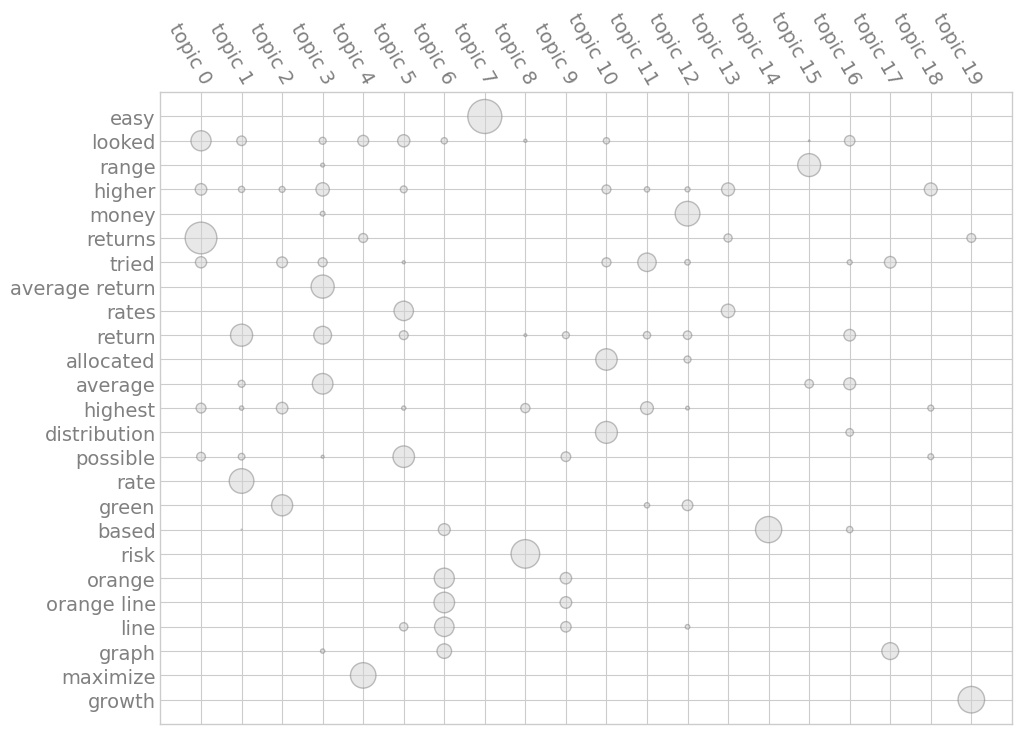 topic 0
topic 1
topic 2
topic 3
topic 4
topic 5
topic 6
topic 7
topic 8
topic 9
topic 10
topic 11
topic 12
topic 13
topic 14
topic 15
topic 16
topic 17
topic 18
topic 19
easy
looked
range
higher
money
returns
tried
average return
rates
return
allocated
average
highest
distribution
possible
rate
green
based
risk
orange
orange line
line
graph
maximize
growth